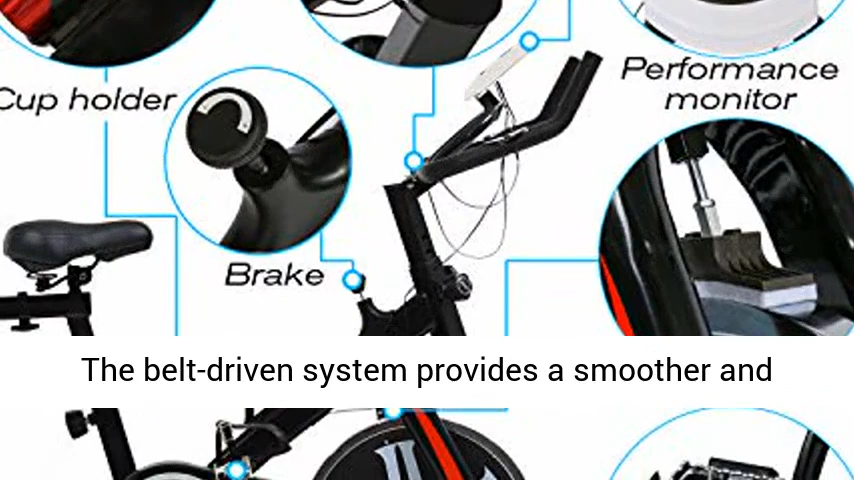 Performance
monitor
Cup holder
Brake
The belt-driven system provides a smoother and